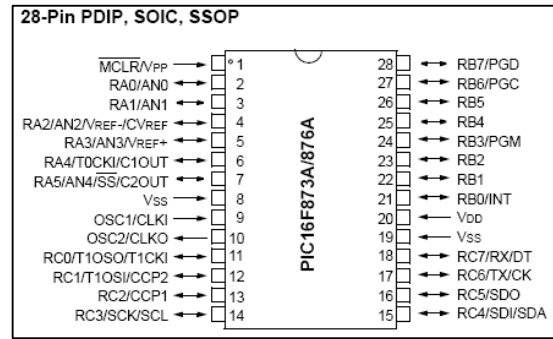 28-Pin PDIP, SOIC, SSOP
MCLR/VPP 1 28 RB7/PGD
RA0/AN0 2 27 RB6/PGC
RA1/AN1 3 26 RB5
RA2/AN2/VREF-/CVREF 4 25 RB4
RA3/AN3/VREF+ 5 24 RB3/PGM
RA4/T0CKI/C1OUT 6 23 RB2
RA5/AN4/SS/C2OUT 7 22 RB1
VSS 8 21 RB0/INT
OSC1/CLKI 9 20 VDD
OSC2/CLKO 10 19 VSS
RC0/T1OSO/T1CKI 11 18 RC7/RX/DT
RC1/T1OSI/CCP2 12 17 RC6/TX/CK
RC2/CCP1 13 16 RC5/SDO
RC3/SCK/SCL 14 15 RC4/SDI/SDA
PIC16F873A/876A